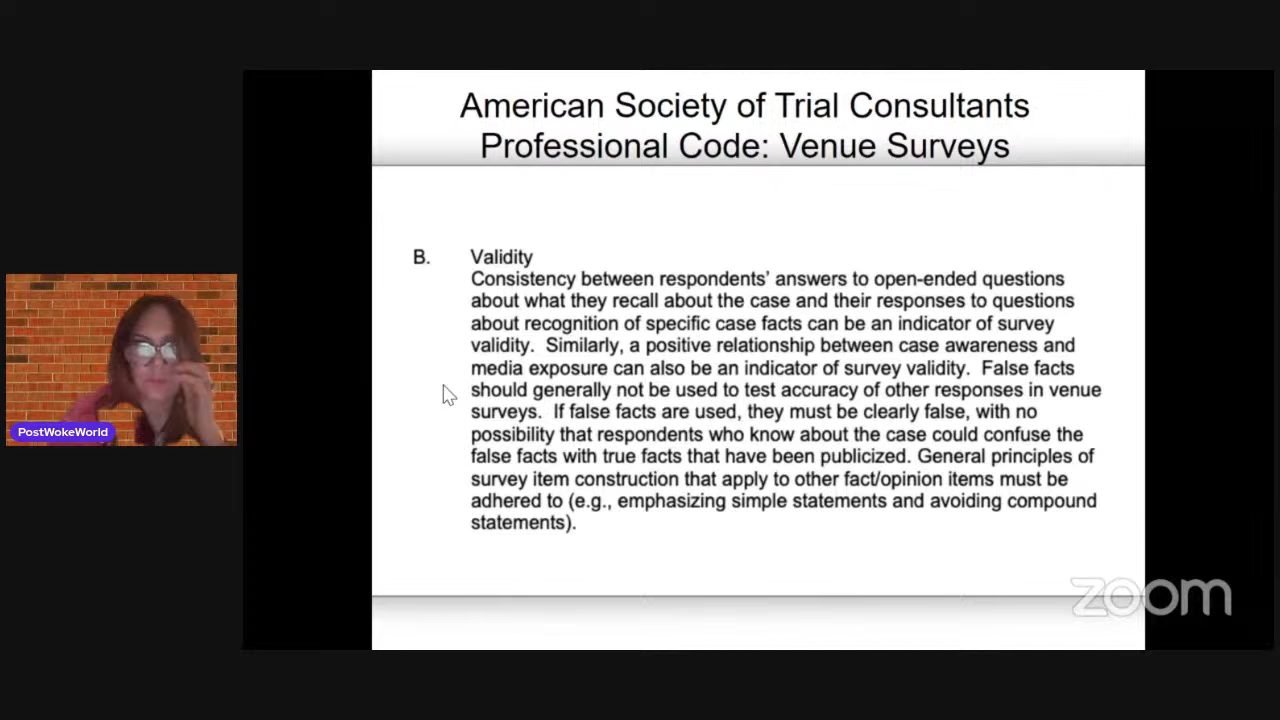 American Society of Trial Consultants
Professional Code: Venue Surveys
B. Validity
Consistency between respondents' answers to open-ended questions
about what they recall about the case and their responses to questions
about recognition of specific case facts can be an indicator of survey
validity. Similarly, a positive relationship between case awareness and
media exposure can also be an indicator of survey validity. False facts
should generally not be used to test accuracy of other responses in venue
surveys. If false facts are used, they must be clearly false, with no
possibility that respondents who know about the case could confuse the
false facts with true facts that have been publicized. General principles of
survey item construction that apply to other fact/opinion items must be
adhered to (e.g., emphasizing simple statements and avoiding compound
statements).
PostWokeWorld
zoom